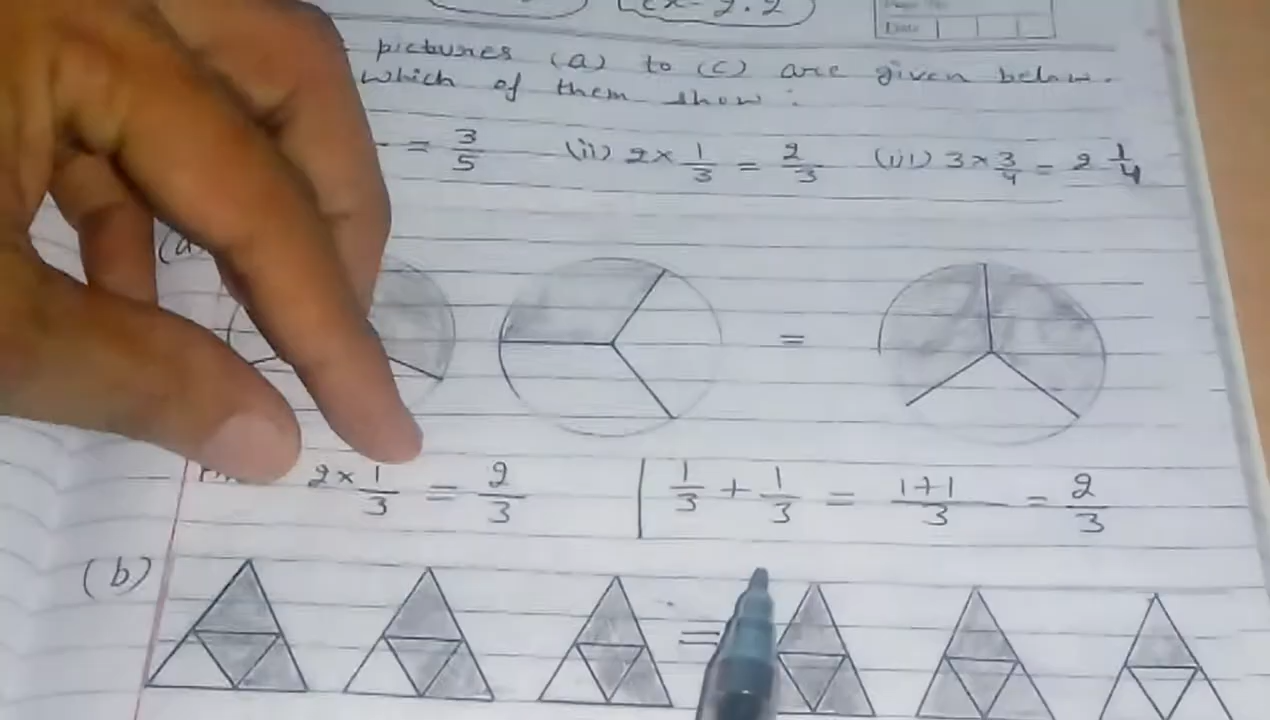 Ex- 2.2
Date
pictures (a) to (c) are given below.
which of them show :
= 3/5 (ii) 2 × 1/3 = 2/3 (iii) 3 × 3/4 = 2 1/4
(a)
=
2 × 1/3 = 2/3 | 1/3 + 1/3 = 1+1/3 = 2/3
(b)
=